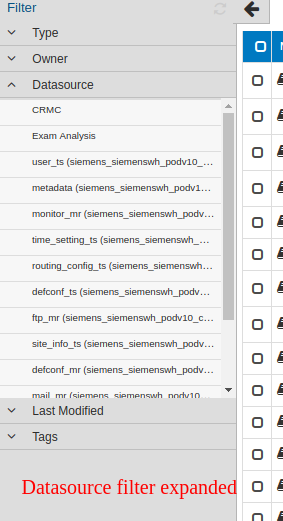 Filter
Type
Owner
Datasource
CRMC
Exam Analysis
user_ts (siemens_siemenswh_podv10_...
metadata (siemens_siemenswh_podv1...
monitor_mr (siemens_siemenswh_podv...
time_setting_ts (siemens_siemenswh_...
routing_config_ts (siemens_siemenswh...
defconf_ts (siemens_siemenswh_podv...
ftp_mr (siemens_siemenswh_podv10_c...
site_info_ts (siemens_siemenswh_podv...
defconf_mr (siemens_siemenswh_podv...
mail_mr (siemens_siemenswh_podv10_...
Last Modified
Tags
Datasource filter expanded